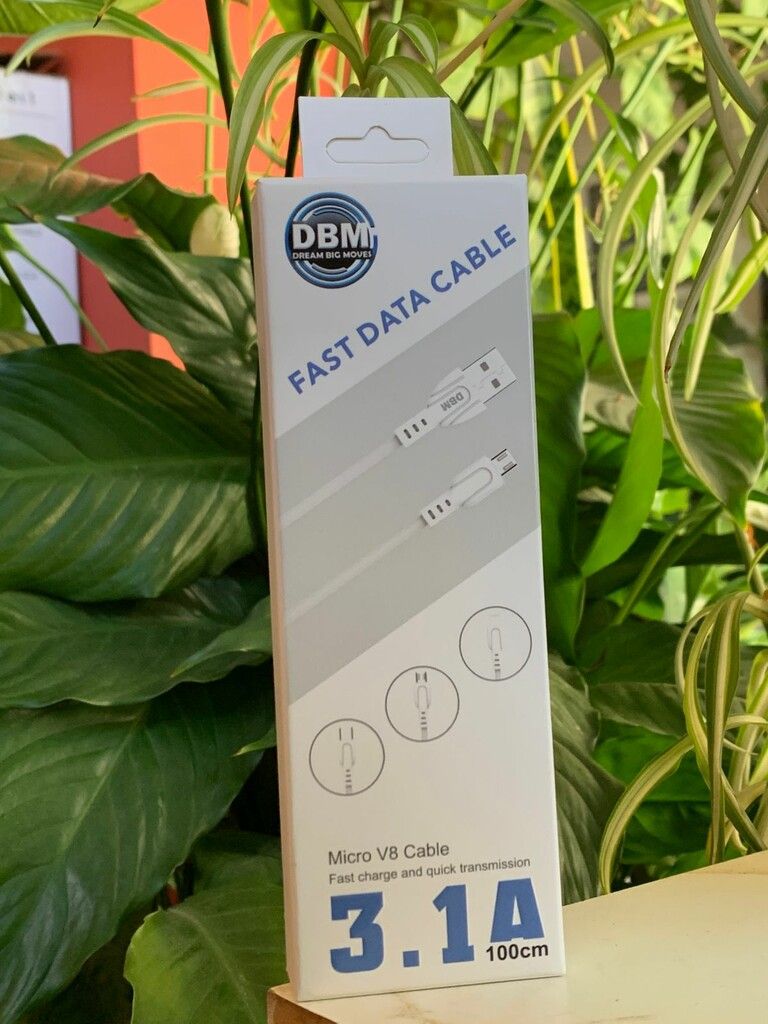 DBM
DREAM BIG MOVES
FAST DATA CABLE
DBM
Micro V8 Cable
Fast charge and quick transmission
3.1A
100cm